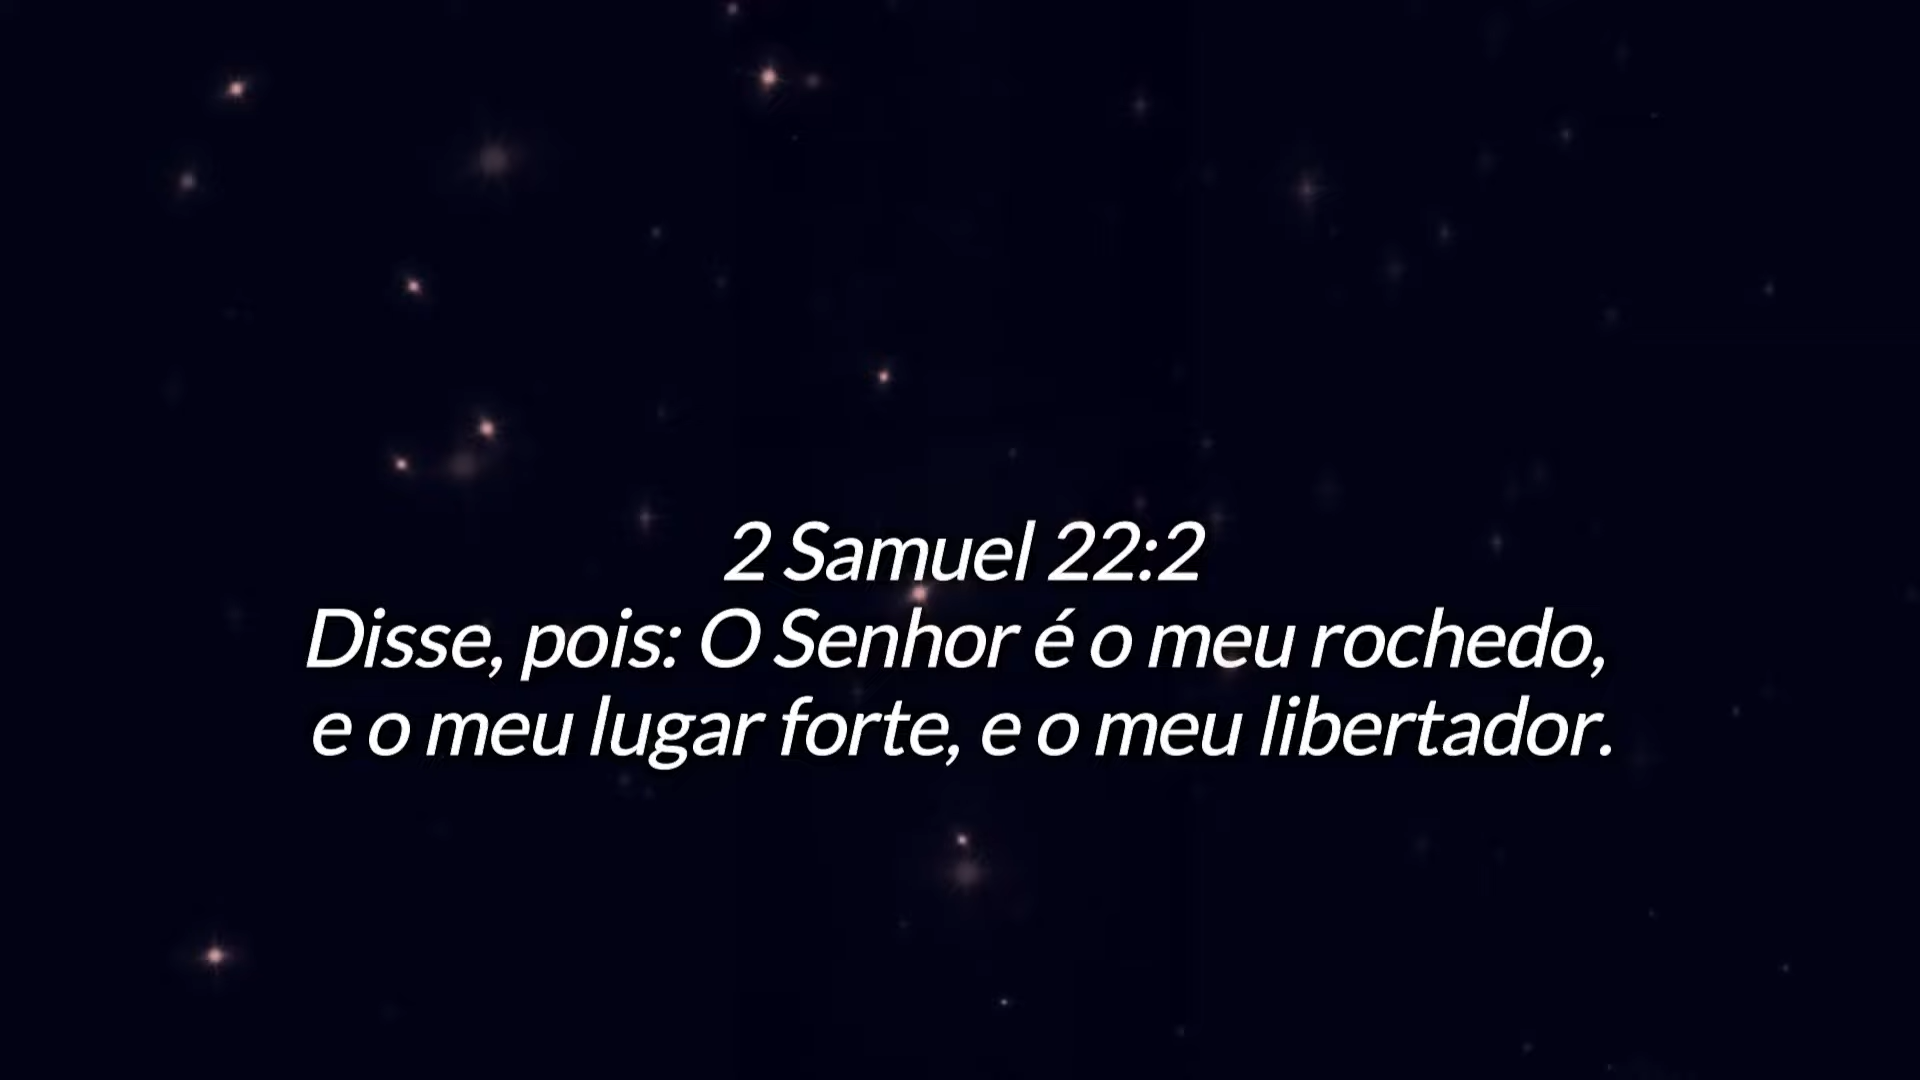 2 Samuel 22:2
Disse, pois: O Senhor é o meu rochedo,
e o meu lugar forte, e o meu libertador.